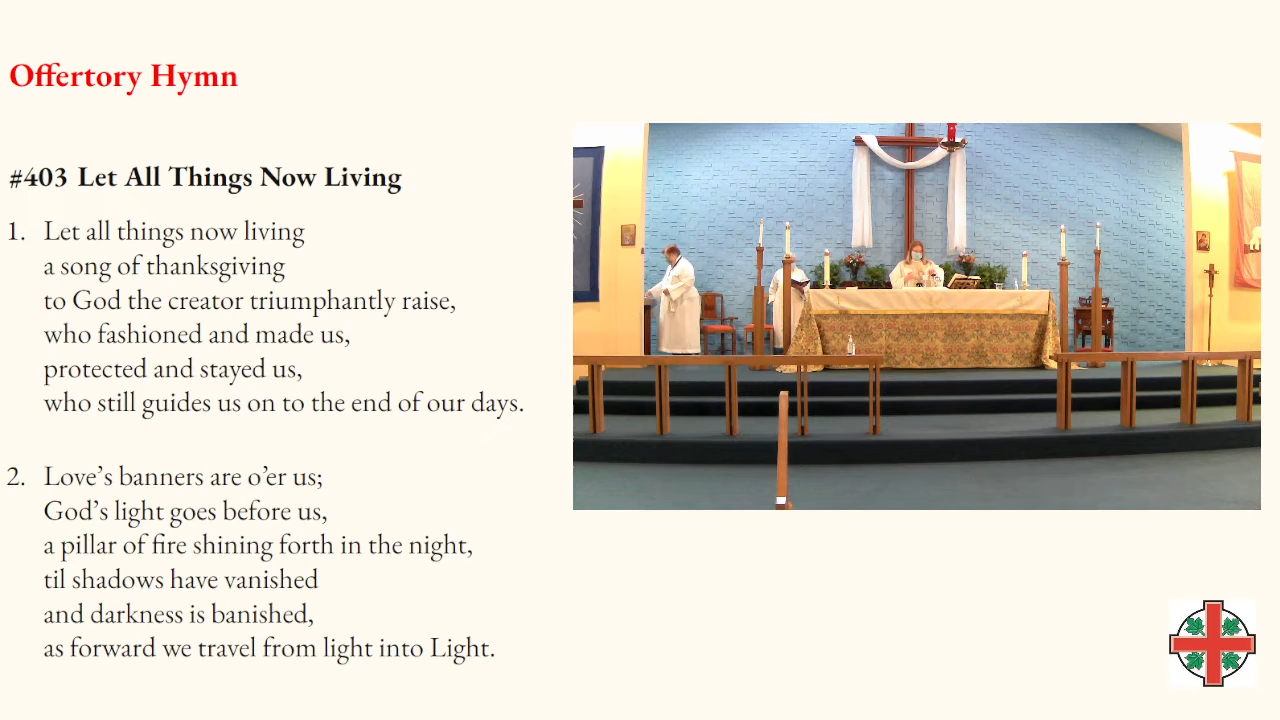 Offertory Hymn
#403 Let All Things Now Living
1. Let all things now living
a song of thanksgiving
to God the creator triumphantly raise,
who fashioned and made us,
protected and stayed us,
who still guides us on to the end of our days.
2. Love’s banners are o’er us;
God’s light goes before us,
a pillar of fire shining forth in the night,
til shadows have vanished
and darkness is banished,
as forward we travel from light into Light.